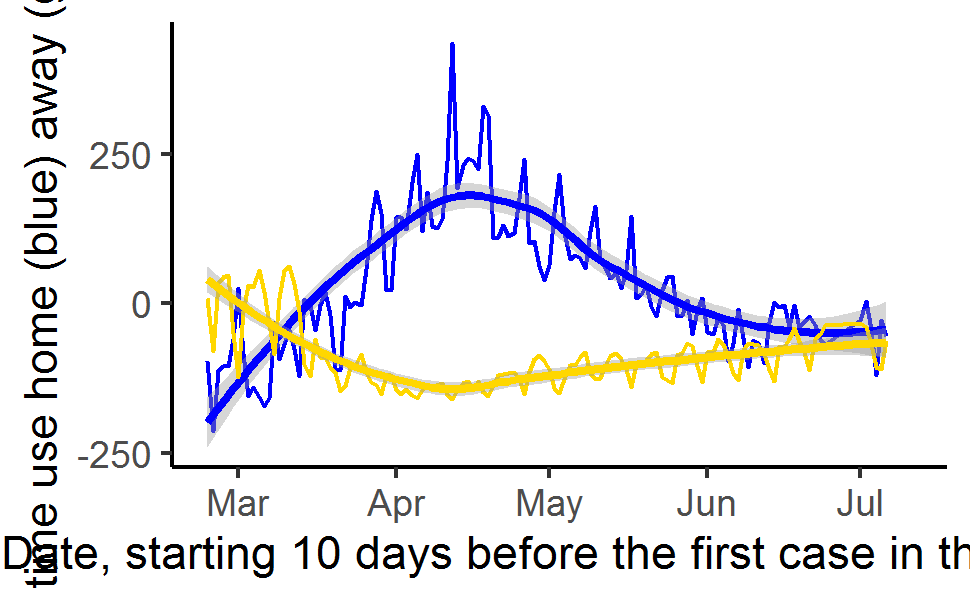 time use home (blue) away (
250
0
-250
Mar Apr May Jun Jul
Date, starting 10 days before the first case in th